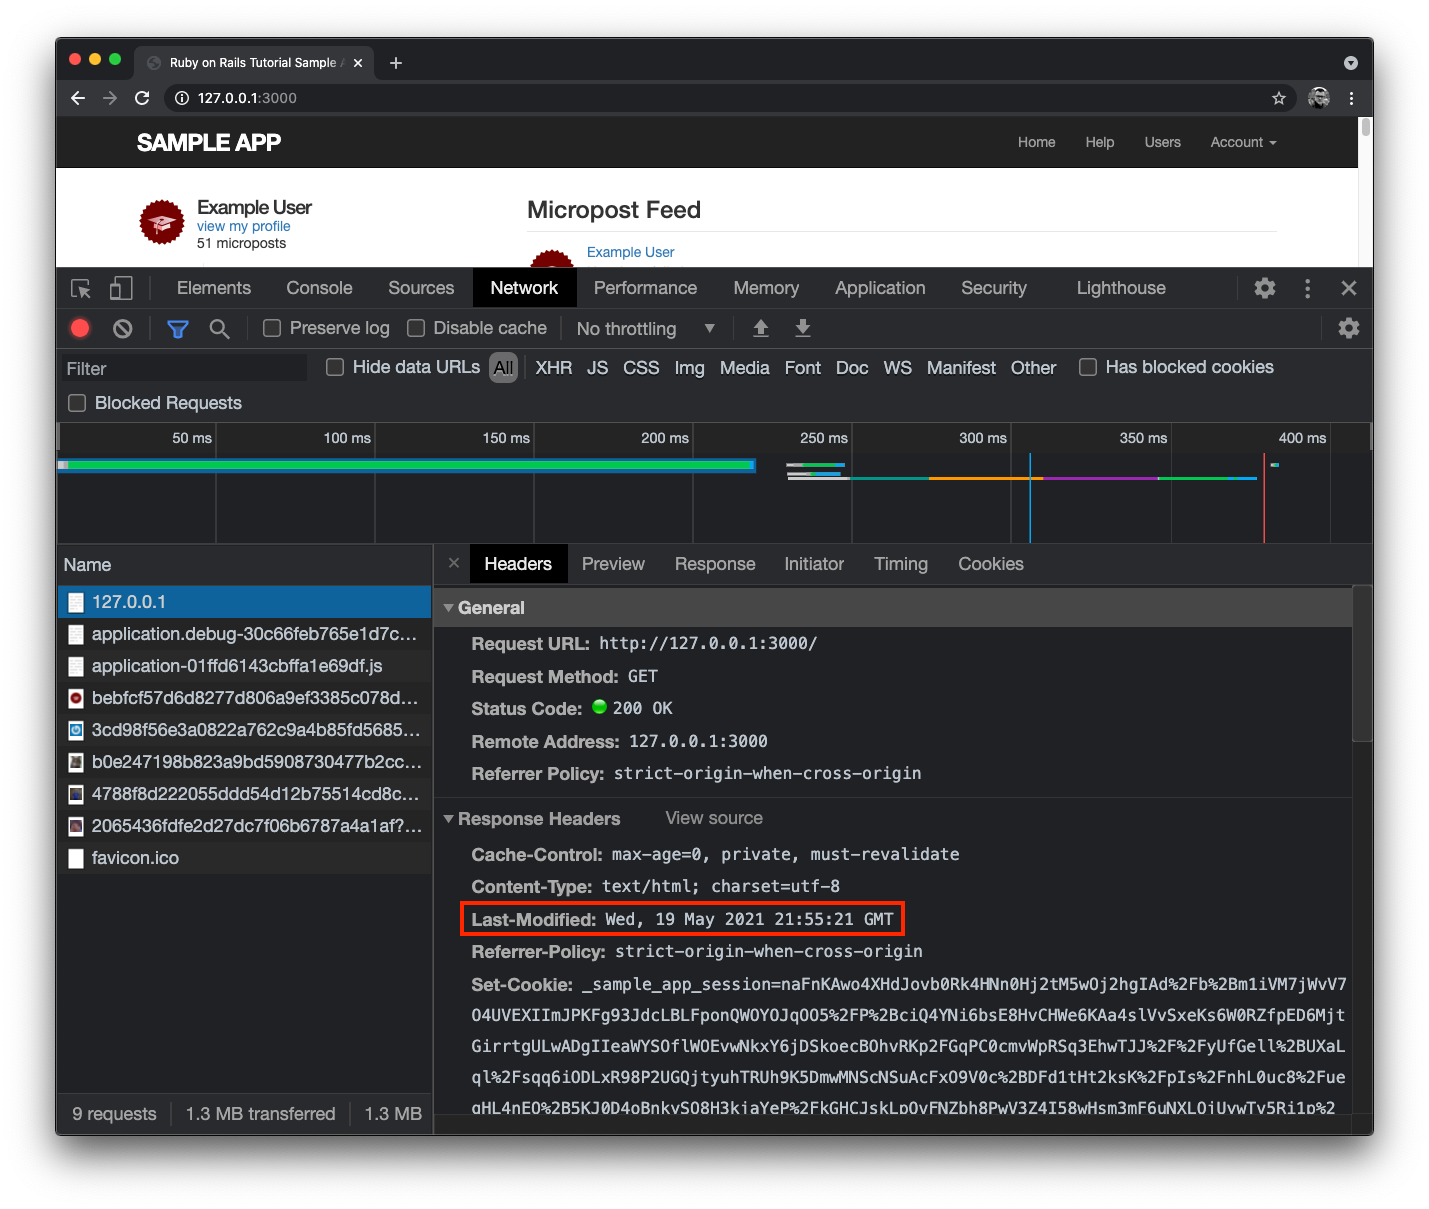 Ruby on Rails Tutorial Sample A
127.0.0.1:3000
SAMPLE APP Home Help Users Account
Example User
view my profile
51 microposts
Micropost Feed
Example User
Elements Console Sources Network Performance Memory Application Security Lighthouse
Preserve log Disable cache No throttling
Filter Hide data URLs All XHR JS CSS Img Media Font Doc WS Manifest Other Has blocked cookies
Blocked Requests
50 ms 100 ms 150 ms 200 ms 250 ms 300 ms 350 ms 400 ms
Name
127.0.0.1
application.debug-30c66feb765e1d7c...
application-01ffd6143cbffa1e69df.js
bebfcf57d6d8277d806a9ef3385c078d...
3cd98f56e3a0822a762c9a4b85fd5685...
b0e247198b823a9bd5908730477b2cc...
4788f8d222055ddd54d12b75514cd8c...
2065436fdfe2d27dc7f06b6787a4a1af?...
favicon.ico
9 requests 1.3 MB transferred 1.3 MB
Headers Preview Response Initiator Timing Cookies
General
Request URL: http://127.0.0.1:3000/
Request Method: GET
Status Code: 200 OK
Remote Address: 127.0.0.1:3000
Referrer Policy: strict-origin-when-cross-origin
Response Headers View source
Cache-Control: max-age=0, private, must-revalidate
Content-Type: text/html; charset=utf-8
Last-Modified: Wed, 19 May 2021 21:55:21 GMT
Referrer-Policy: strict-origin-when-cross-origin
Set-Cookie: _sample_app_session=naFnKAwo4XHdJovb0Rk4HNn0Hj2tM5wOj2hgIAd%2Fb%2Bm1iVM7jWvV7
O4UVEXIImJPKFg93JdcLBLFponQWOYOJqOO5%2FP%2BciQ4YNi6bsE8HvCHWe6KAa4slVvSxeKs6W0RZfpED6Mjt
GirrtgULwADgIIeaWYSOflWOEvwNkxY6jDSkoecBOhvRKp2FGqPC0cmvWpRSq3EhwTJJ%2F%2FyUfGell%2BUXaL
ql%2Fsqq6iODLxR98P2UGQjtyuhTRUh9K5DmwMNScNSuAcFxO9V0c%2BDFd1tHt2ksK%2FpIs%2FnhL0uc8%2Fue